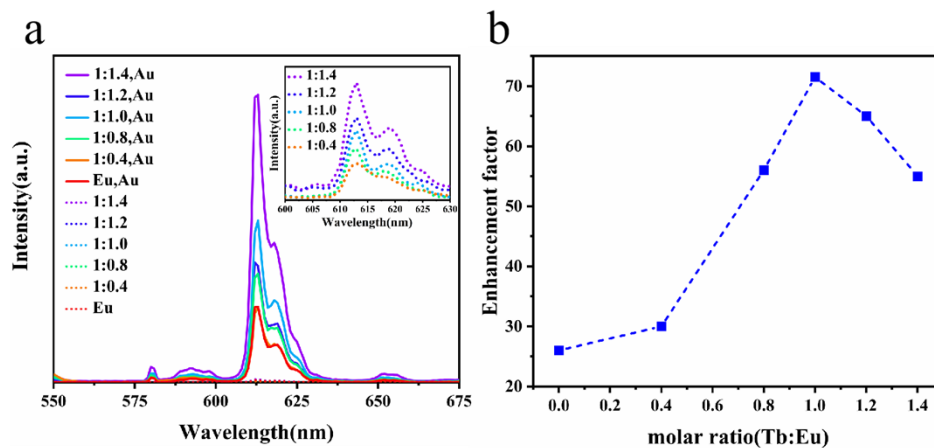 a
Intensity(a.u.)
1:1.4,Au
1:1.2,Au
1:1.0,Au
1:0.8,Au
1:0.4,Au
Eu,Au
1:1.4
1:1.2
1:1.0
1:0.8
1:0.4
Eu
550 575 600 625 650 675
Wavelength(nm)
Intensity(a.u.)
1:1.4
1:1.2
1:1.0
1:0.8
1:0.4
600 605 610 615 620 625 630
Wavelength(nm)
b
Enhancement factor
70
60
50
40
30
20
0.0 0.2 0.4 0.6 0.8 1.0 1.2 1.4
molar ratio(Tb:Eu)